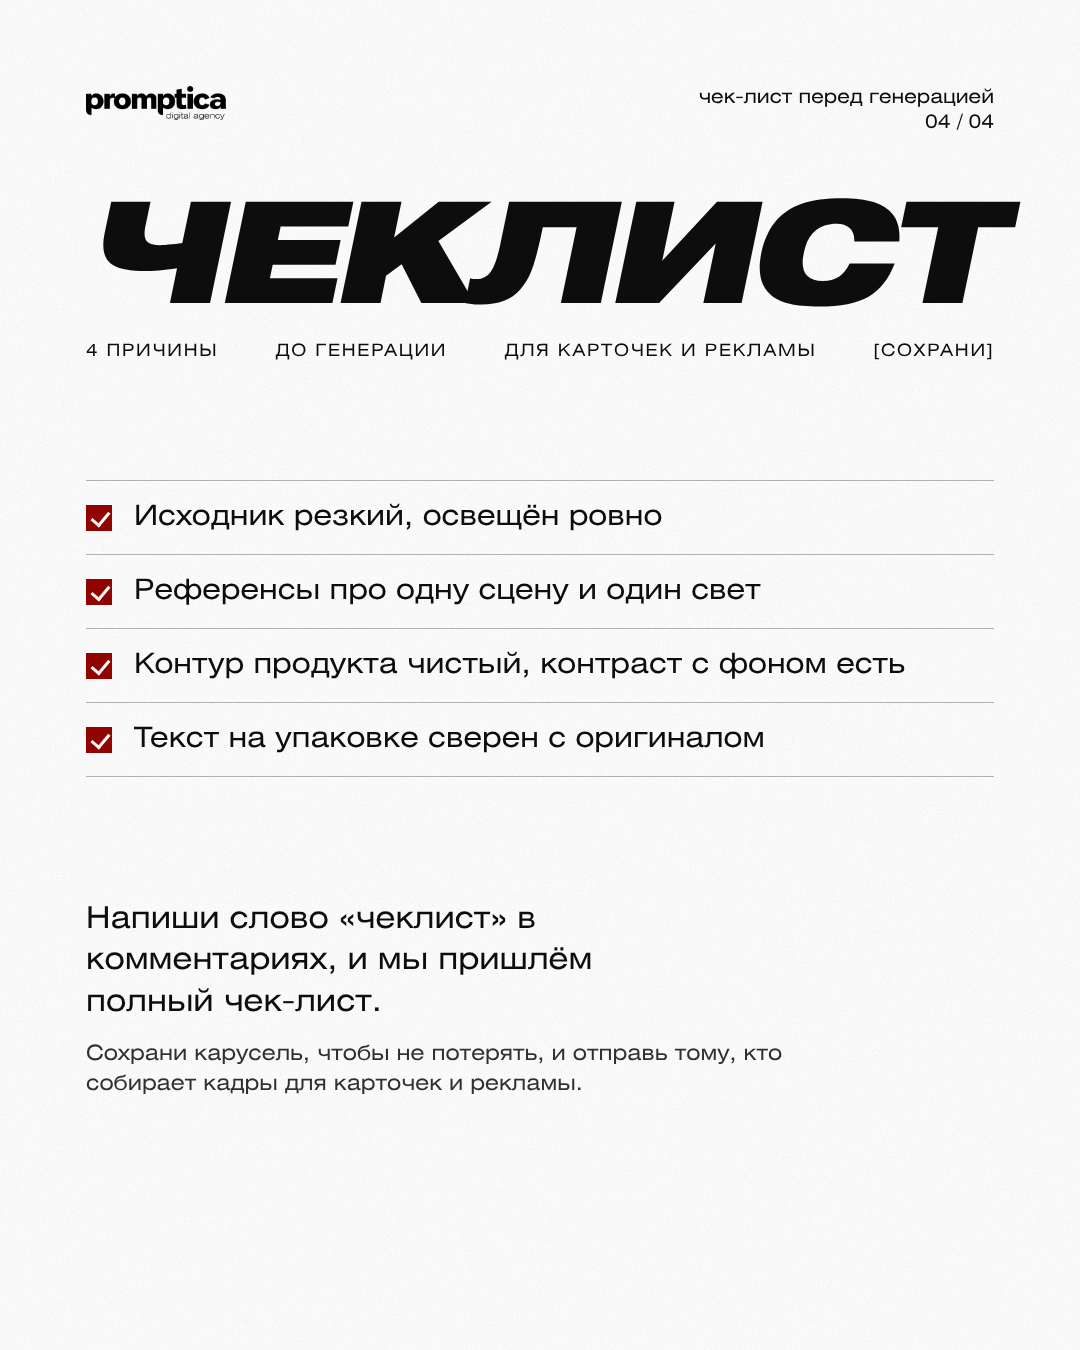 promptica
digital agency
чек-лист перед генерацией
04 / 04
ЧЕКЛИСТ
4 ПРИЧИНЫ ДО ГЕНЕРАЦИИ ДЛЯ КАРТОЧЕК И РЕКЛАМЫ [СОХРАНИ]
Исходник резкий, освещён ровно
Референсы про одну сцену и один свет
Контур продукта чистый, контраст с фоном есть
Текст на упаковке сверен с оригиналом
Напиши слово «чеклист» в
комментариях, и мы пришлём
полный чек-лист.
Сохрани карусель, чтобы не потерять, и отправь тому, кто
собирает кадры для карточек и рекламы.